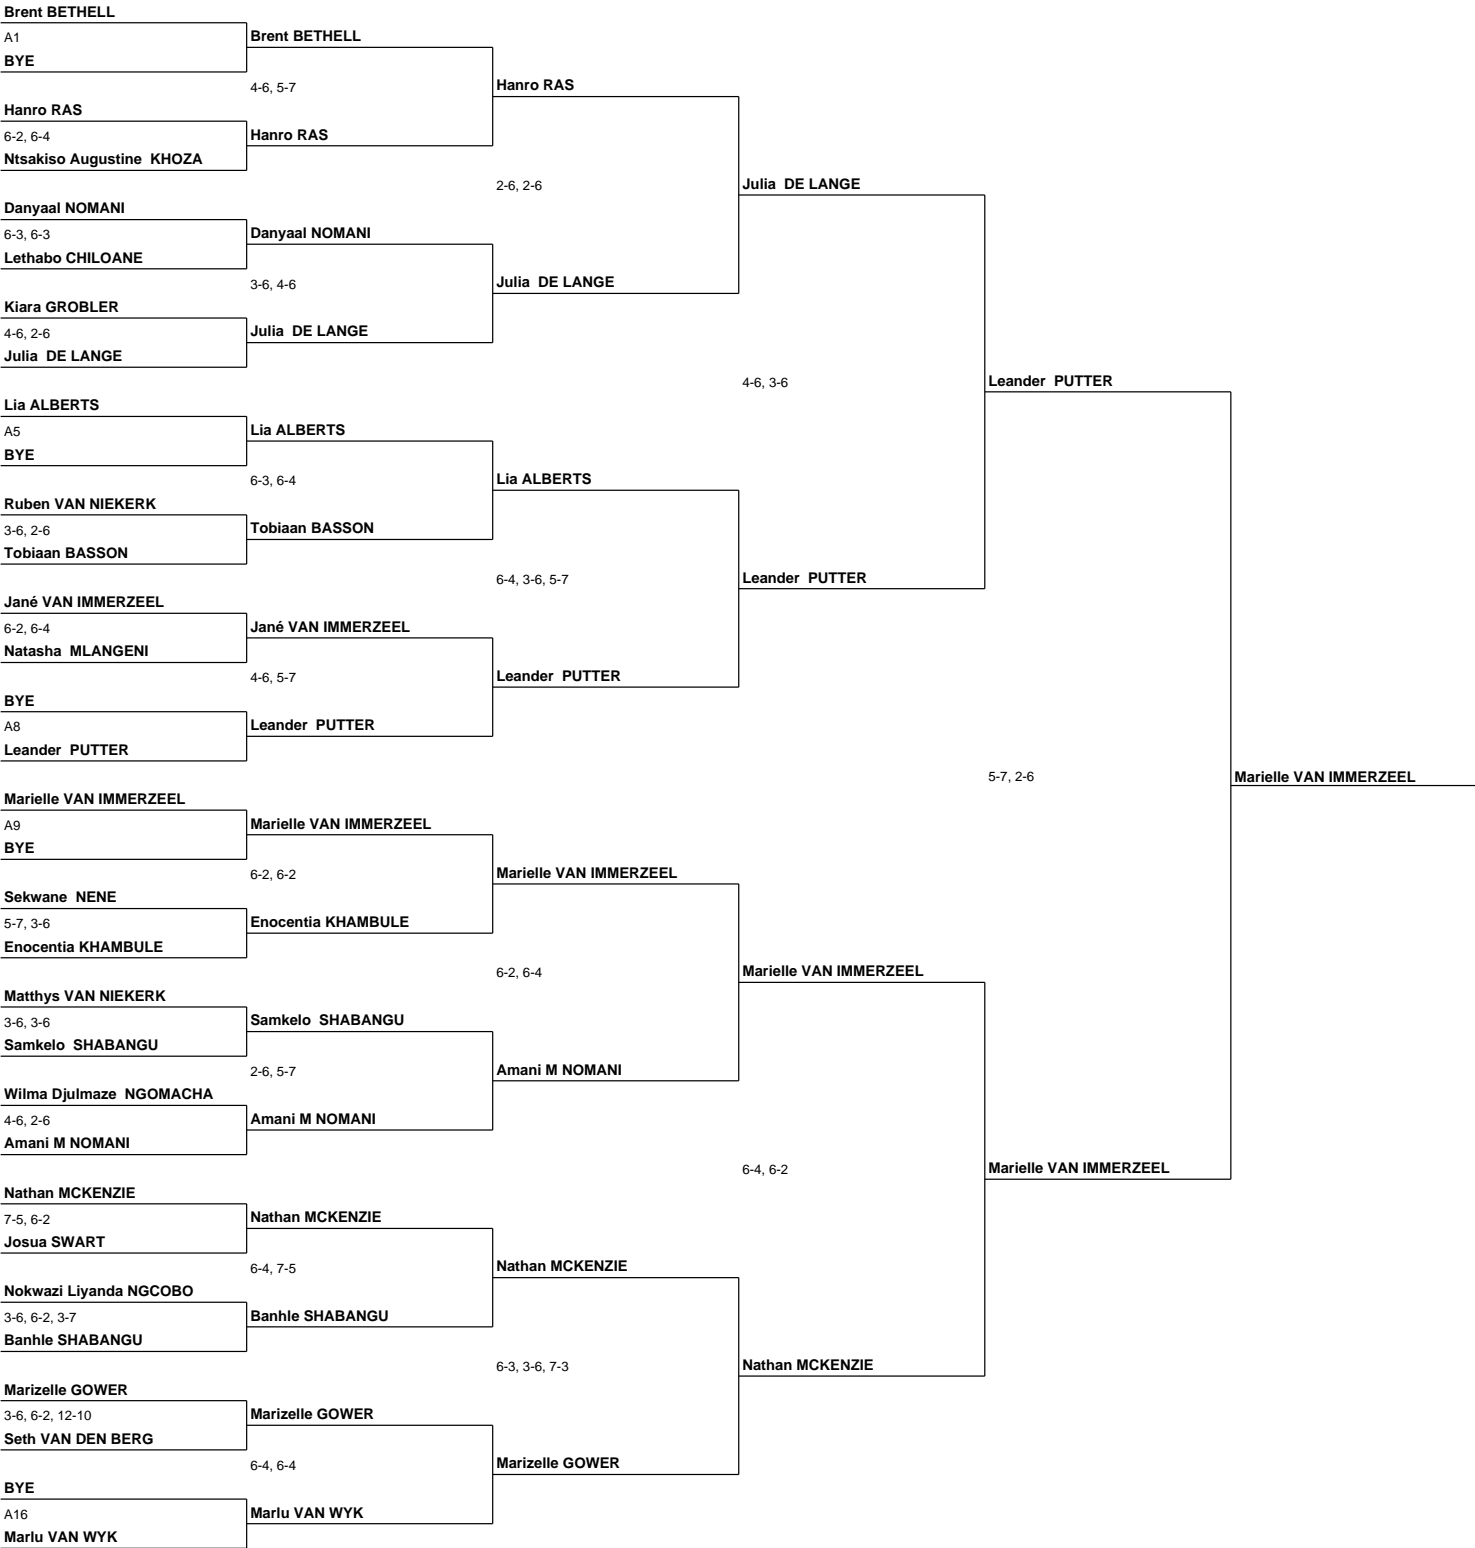 Brent BETHELL
A1
BYE
Brent BETHELL
4-6, 5-7
Hanro RAS
Hanro RAS
6-2, 6-4
Ntsakiso Augustine  KHOZA
Hanro RAS
2-6, 2-6
Julia  DE LANGE
Danyaal NOMANI
6-3, 6-3
Lethabo CHILOANE
Danyaal NOMANI
3-6, 4-6
Julia  DE LANGE
Kiara GROBLER
4-6, 2-6
Julia  DE LANGE
Julia  DE LANGE
4-6, 3-6
Leander  PUTTER
Lia ALBERTS
A5
BYE
Lia ALBERTS
6-3, 6-4
Lia ALBERTS
Ruben VAN NIEKERK
3-6, 2-6
Tobiaan BASSON
Tobiaan BASSON
6-4, 3-6, 5-7
Leander  PUTTER
Jané VAN IMMERZEEL
6-2, 6-4
Natasha  MLANGENI
Jané VAN IMMERZEEL
4-6, 5-7
Leander  PUTTER
BYE
A8
Leander  PUTTER
Leander  PUTTER
5-7, 2-6
Marielle VAN IMMERZEEL
Marielle VAN IMMERZEEL
A9
BYE
Marielle VAN IMMERZEEL
6-2, 6-2
Marielle VAN IMMERZEEL
Sekwane  NENE
5-7, 3-6
Enocentia KHAMBULE
Enocentia KHAMBULE
6-2, 6-4
Marielle VAN IMMERZEEL
Matthys VAN NIEKERK
3-6, 3-6
Samkelo  SHABANGU
Samkelo  SHABANGU
2-6, 5-7
Amani M NOMANI
Wilma Djulmaze  NGOMACHA
4-6, 2-6
Amani M NOMANI
Amani M NOMANI
6-4, 6-2
Marielle VAN IMMERZEEL
Nathan MCKENZIE
7-5, 6-2
Josua SWART
Nathan MCKENZIE
6-4, 7-5
Nathan MCKENZIE
Nokwazi Liyanda NGCOBO
3-6, 6-2, 3-7
Banhle SHABANGU
Banhle SHABANGU
6-3, 3-6, 7-3
Nathan MCKENZIE
Marizelle GOWER
3-6, 6-2, 12-10
Seth VAN DEN BERG
Marizelle GOWER
6-4, 6-4
Marizelle GOWER
BYE
A16
Marlu VAN WYK
Marlu VAN WYK